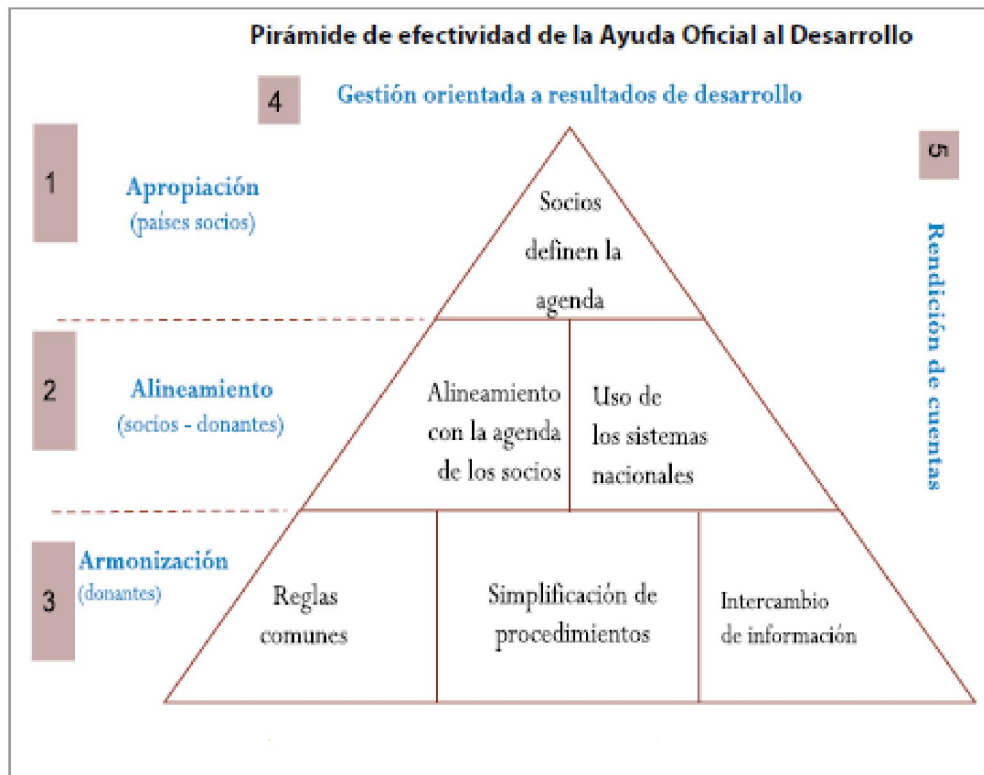 Pirámide de efectividad de la Ayuda Oficial al Desarrollo
4
Gestión orientada a resultados de desarrollo
1
Apropiación
(países socios)
Socios
definen la
agenda
5
Rendición de cuentas
2
Alineamiento
(socios - donantes)
Alineamiento
con la agenda
de los socios
Uso de
los sistemas
nacionales
3
Armonización
(donantes)
Reglas
comunes
Simplificación de
procedimientos
Intercambio
de información